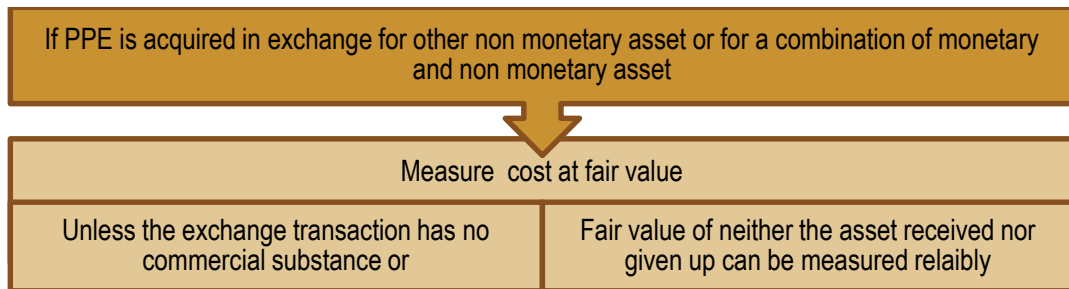 If PPE is acquired in exchange for other non monetary asset or for a combination of monetary
and non monetary asset
Measure cost at fair value
Unless the exchange transaction has no
commercial substance or
Fair value of neither the asset received nor
given up can be measured relaibly